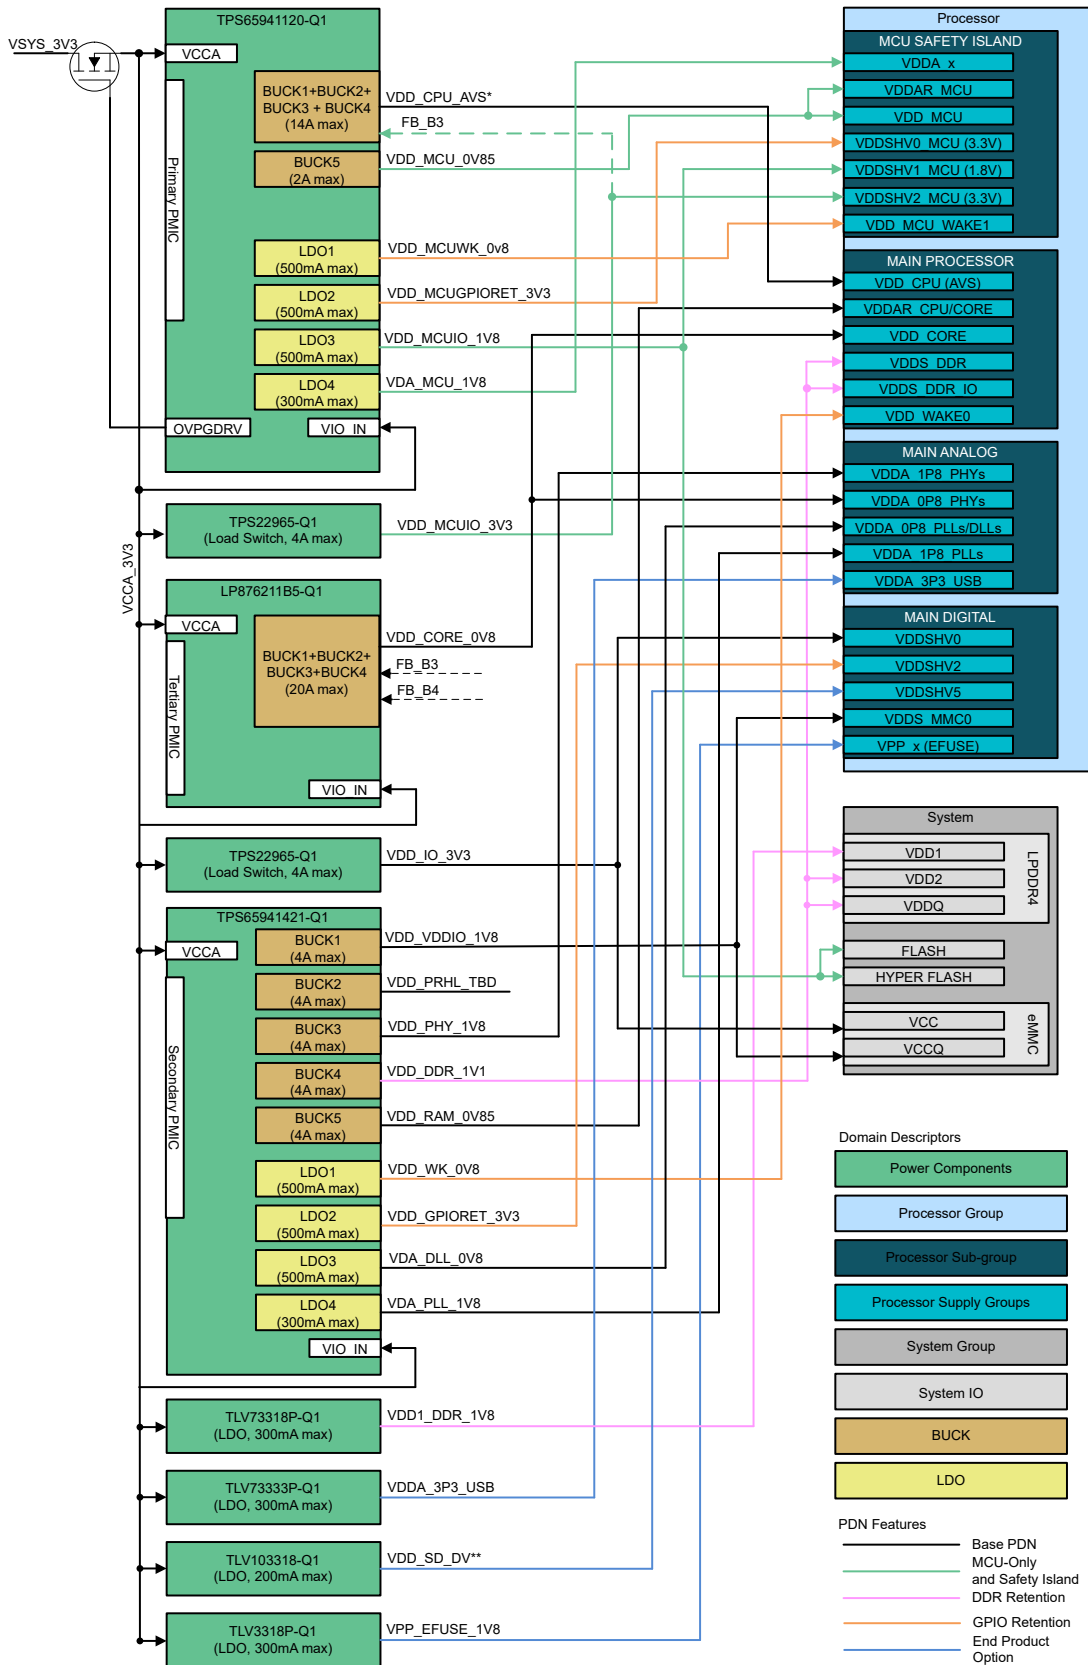 TPS65941120-Q1
VSYS_3V3
VCCA
BUCK1+BUCK2+
BUCK3 + BUCK4
(14A max)
VDD_CPU_AVS*
FB_B3
BUCK5
(2A max)
VDD_MCU_0V85
Primary PMIC
LDO1
(500mA max)
VDD_MCUWK_0v8
LDO2
(500mA max)
VDD_MCUGPIORET_3V3
LDO3
(500mA max)
VDD_MCUIO_1V8
LDO4
(300mA max)
VDA_MCU_1V8
OVPGDRV
VIO_IN
TPS22965-Q1
(Load Switch, 4A max)
VDD_MCUIO_3V3
VCCA_3V3
LP876211B5-Q1
VCCA
BUCK1+BUCK2+
BUCK3+BUCK4
(20A max)
VDD_CORE_0V8
FB_B3
FB_B4
Tertiary PMIC
VIO_IN
TPS22965-Q1
(Load Switch, 4A max)
VDD_IO_3V3
TPS65941421-Q1
VCCA
BUCK1
(4A max)
VDD_VDDIO_1V8
BUCK2
(4A max)
VDD_PRHL_TBD
BUCK3
(4A max)
VDD_PHY_1V8
BUCK4
(4A max)
VDD_DDR_1V1
BUCK5
(4A max)
VDD_RAM_0V85
Secondary PMIC
LDO1
(500mA max)
VDD_WK_0V8
LDO2
(500mA max)
VDD_GPIORET_3V3
LDO3
(500mA max)
VDA_DLL_0V8
LDO4
(300mA max)
VDA_PLL_1V8
VIO_IN
TLV73318P-Q1
(LDO, 300mA max)
VDD1_DDR_1V8
TLV73333P-Q1
(LDO, 300mA max)
VDDA_3P3_USB
TLV103318-Q1
(LDO, 200mA max)
VDD_SD_DV**
TLV3318P-Q1
(LDO, 300mA max)
VPP_EFUSE_1V8
Processor
MCU SAFETY ISLAND
VDDA_x
VDDAR_MCU
VDD_MCU
VDDSHV0_MCU (3.3V)
VDDSHV1_MCU (1.8V)
VDDSHV2_MCU (3.3V)
VDD_MCU_WAKE1
MAIN PROCESSOR
VDD_CPU (AVS)
VDDAR_CPU/CORE
VDD_CORE
VDDS_DDR
VDDS_DDR_IO
VDD_WAKE0
MAIN ANALOG
VDDA_1P8_PHYs
VDDA_0P8_PHYs
VDDA_0P8_PLLs/DLLs
VDDA_1P8_PLLs
VDDA_3P3_USB
MAIN DIGITAL
VDDSHV0
VDDSHV2
VDDSHV5
VDDS_MMC0
VPP_x (EFUSE)
System
VDD1
VDD2
VDDQ
LPDDR4
FLASH
HYPER FLASH
VCC
VCCQ
eMMC
Domain Descriptors
Power Components
Processor Group
Processor Sub-group
Processor Supply Groups
System Group
System IO
BUCK
LDO
PDN Features
Base PDN
MCU-Only
and Safety Island
DDR Retention
GPIO Retention
End Product
Option